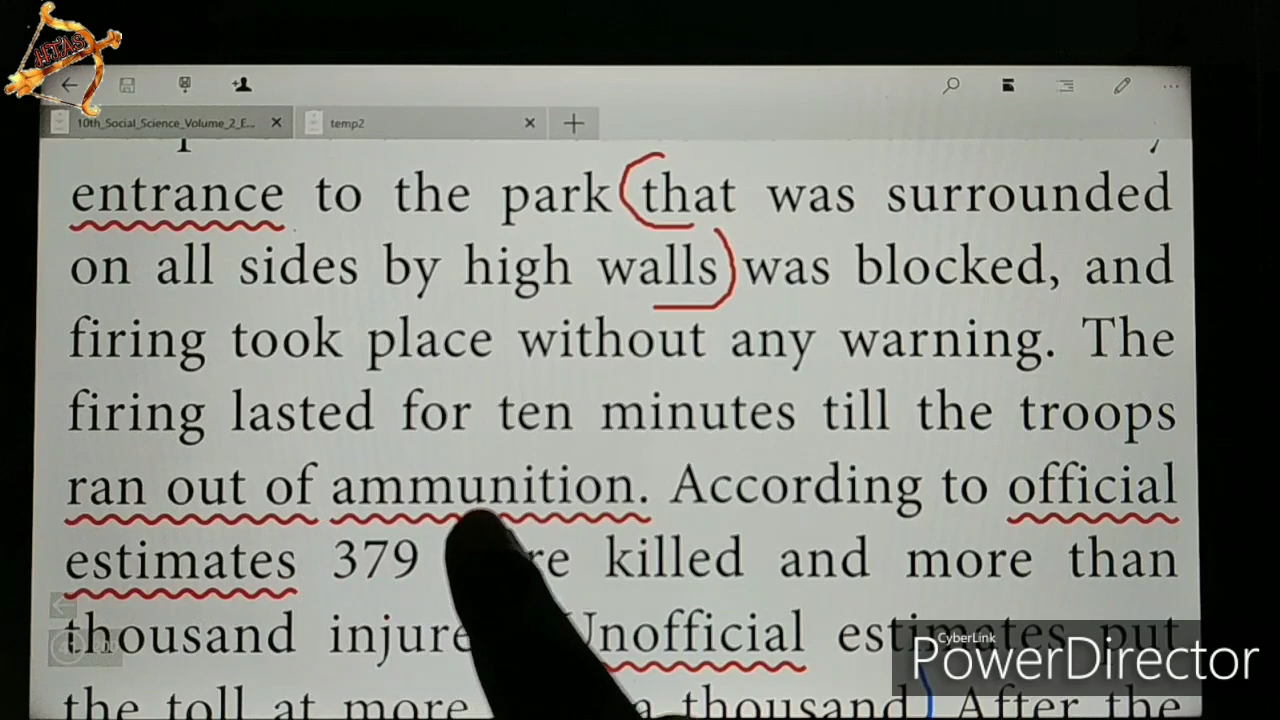 HTAS
10th_Social_Science_Volume_2_E...
temp2
entrance to the park that was surrounded
on all sides by high walls was blocked, and
firing took place without any warning. The
firing lasted for ten minutes till the troops
ran out of ammunition. According to official
estimates 379 killed and more than
thousand Unofficial estimates put
the toll at more a thousand After the
CyberLink
PowerDirector